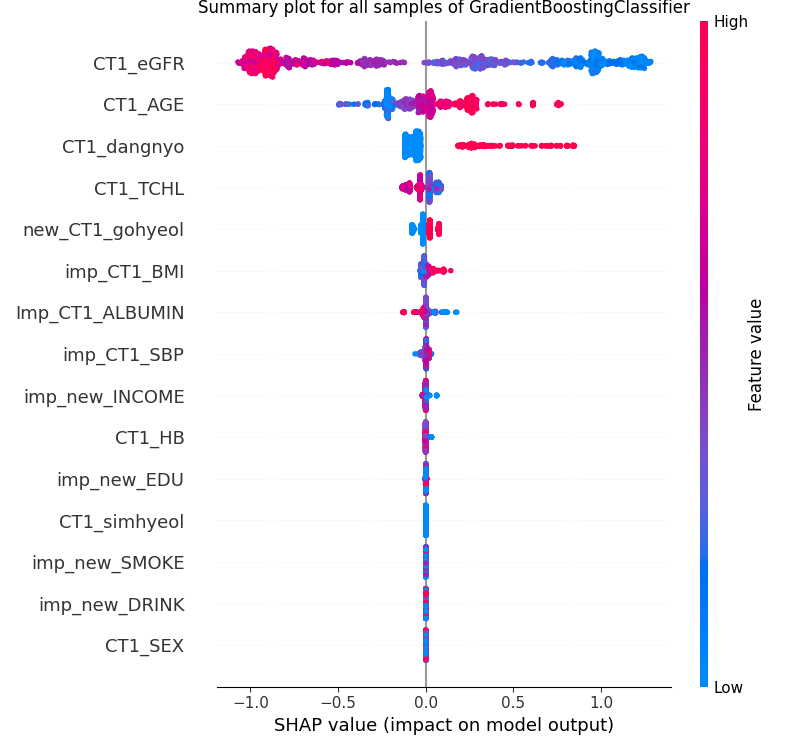 Summary plot for all samples of GradientBoostingClassifier
High
CT1_eGFR
CT1_AGE
CT1_dangnyo
CT1_TCHL
new_CT1_gohyeol
imp_CT1_BMI
Imp_CT1_ALBUMIN
imp_CT1_SBP
imp_new_INCOME
CT1_HB
imp_new_EDU
CT1_simhyeol
imp_new_SMOKE
imp_new_DRINK
CT1_SEX
Feature value
Low
−1.0 −0.5 0.0 0.5 1.0
SHAP value (impact on model output)